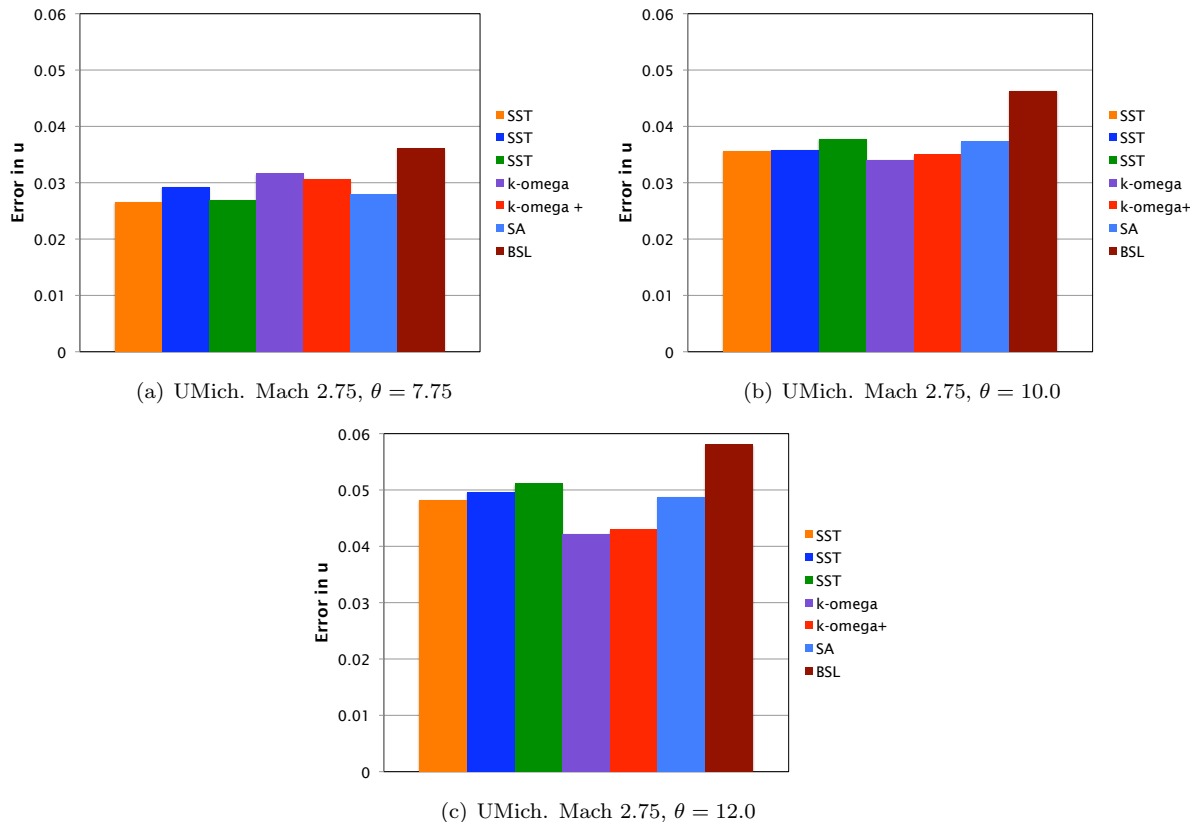 0.06
0.05
0.04
0.03
0.02
0.01
0
Error in u
SST
SST
SST
k-omega
k-omega +
SA
BSL
(a) UMich. Mach 2.75, θ = 7.75
0.06
0.05
0.04
0.03
0.02
0.01
0
Error in u
SST
SST
SST
k-omega
k-omega+
SA
BSL
(b) UMich. Mach 2.75, θ = 10.0
0.06
0.05
0.04
0.03
0.02
0.01
0
Error in u
SST
SST
SST
k-omega
k-omega+
SA
BSL
(c) UMich. Mach 2.75, θ = 12.0